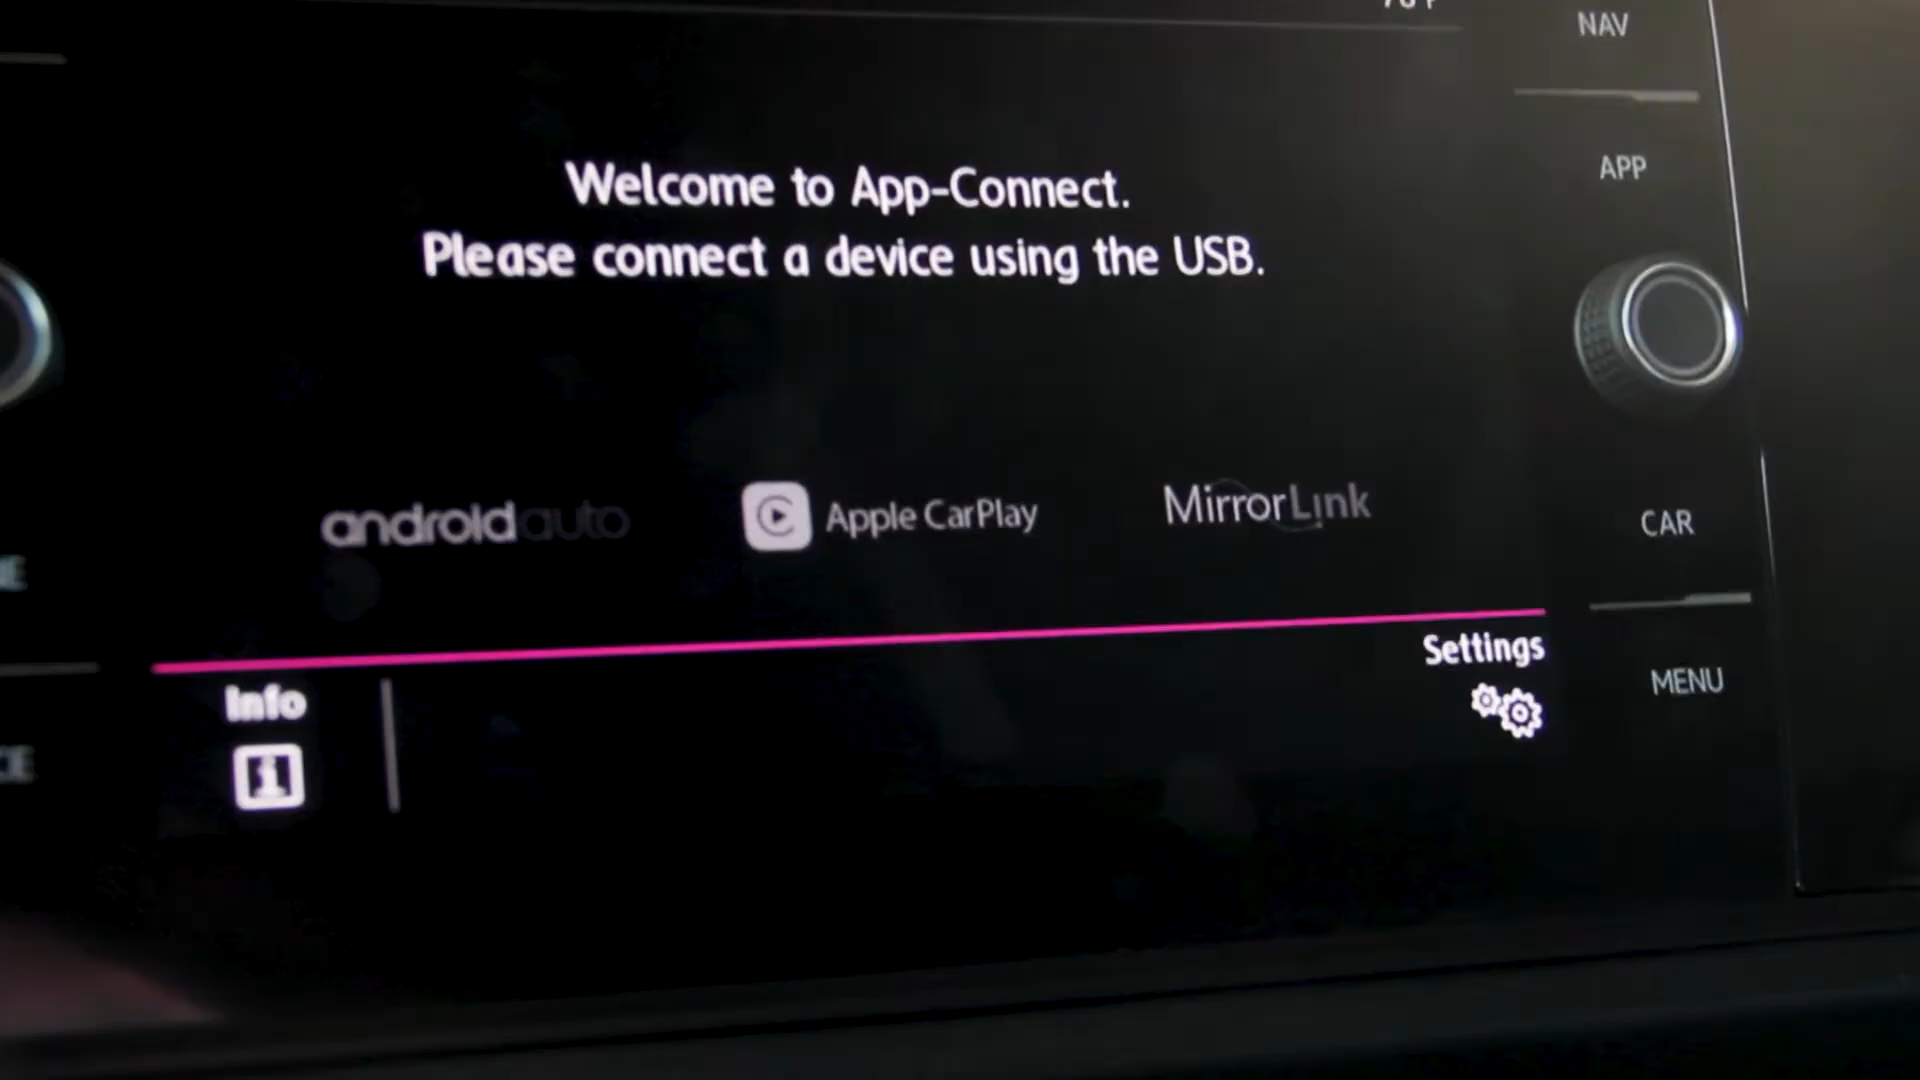 NAV
APP
Welcome to App-Connect.
Please connect a device using the USB.
androidauto
Apple CarPlay
MirrorLink
CAR
Settings
MENU
Info